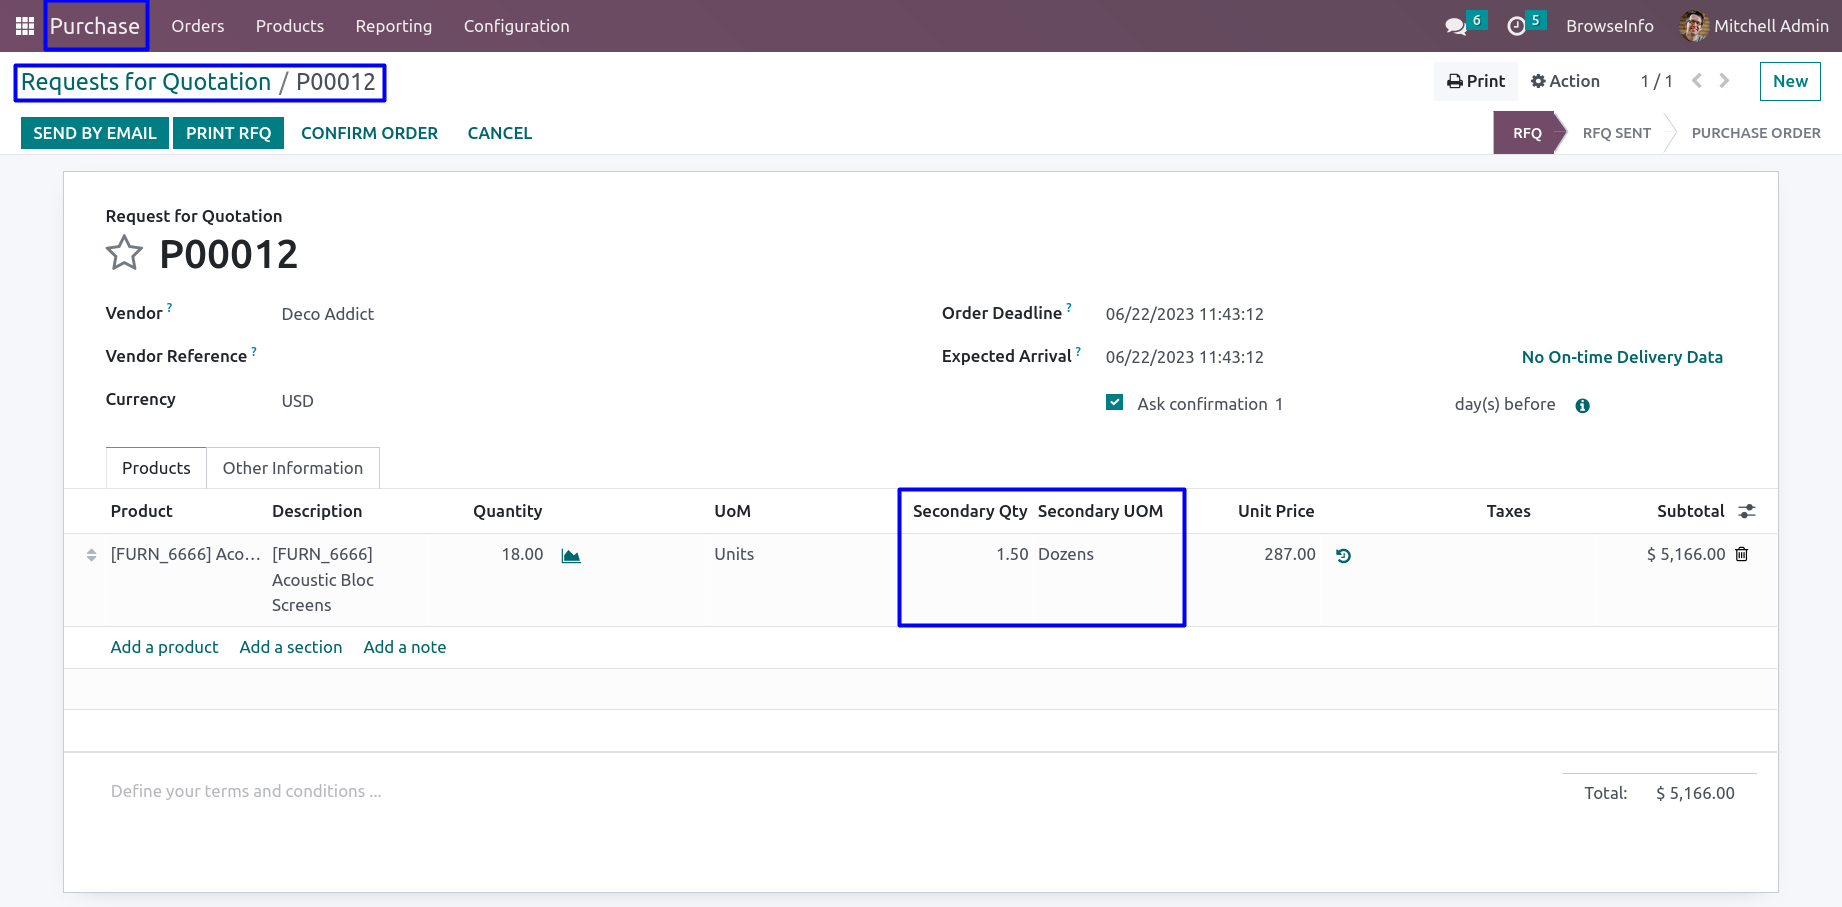 Purchase Orders Products Reporting Configuration 6 5 BrowseInfo Mitchell Admin
Requests for Quotation / P00012 Print Action 1 / 1 New
SEND BY EMAIL PRINT RFQ CONFIRM ORDER CANCEL RFQ RFQ SENT PURCHASE ORDER
Request for Quotation
P00012
Vendor ? Deco Addict Order Deadline ? 06/22/2023 11:43:12
Vendor Reference ? Expected Arrival ? 06/22/2023 11:43:12 No On-time Delivery Data
Currency USD Ask confirmation 1 day(s) before
Products Other Information
Product Description Quantity UoM Secondary Qty Secondary UOM Unit Price Taxes Subtotal
[FURN_6666] Aco... [FURN_6666] 18.00 Units 1.50 Dozens 287.00 $ 5,166.00
Acoustic Bloc
Screens
Add a product Add a section Add a note
Define your terms and conditions ... Total: $ 5,166.00